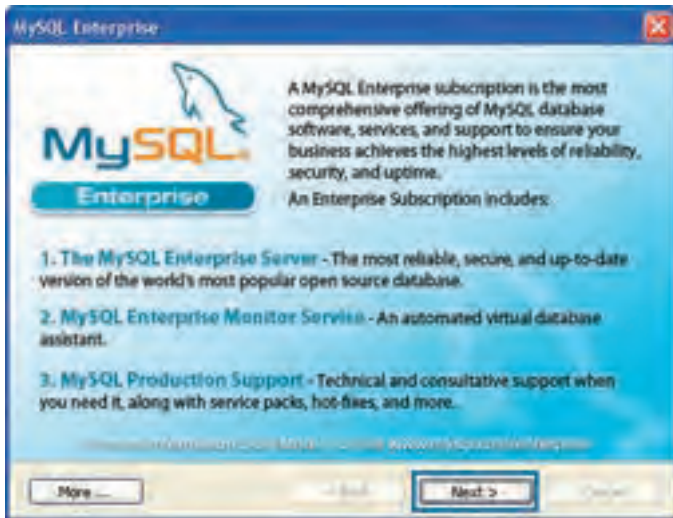 MySQL Enterprise
A MySQL Enterprise subscription is the most
comprehensive offering of MySQL database
software, services, and support to ensure your
business achieves the highest levels of reliability,
security, and uptime.
MySQL
Enterprise
An Enterprise Subscription includes:
1. The MySQL Enterprise Server - The most reliable, secure, and up-to-date
version of the world's most popular open source database.
2. MySQL Enterprise Monitor Service - An automated virtual database
assistant.
3. MySQL Production Support - Technical and consultative support when
you need it, along with service packs, hot-fixes, and more.
More ...
< Back
Next >
Cancel